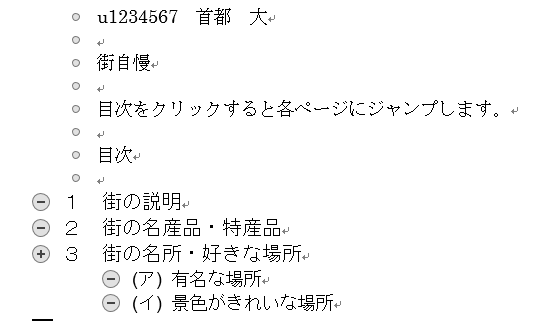 u1234567　首都　大
街自慢
目次をクリックすると各ページにジャンプします。
目次
1　街の説明
2　街の名産品・特産品
3　街の名所・好きな場所
(ア) 有名な場所
(イ) 景色がきれいな場所